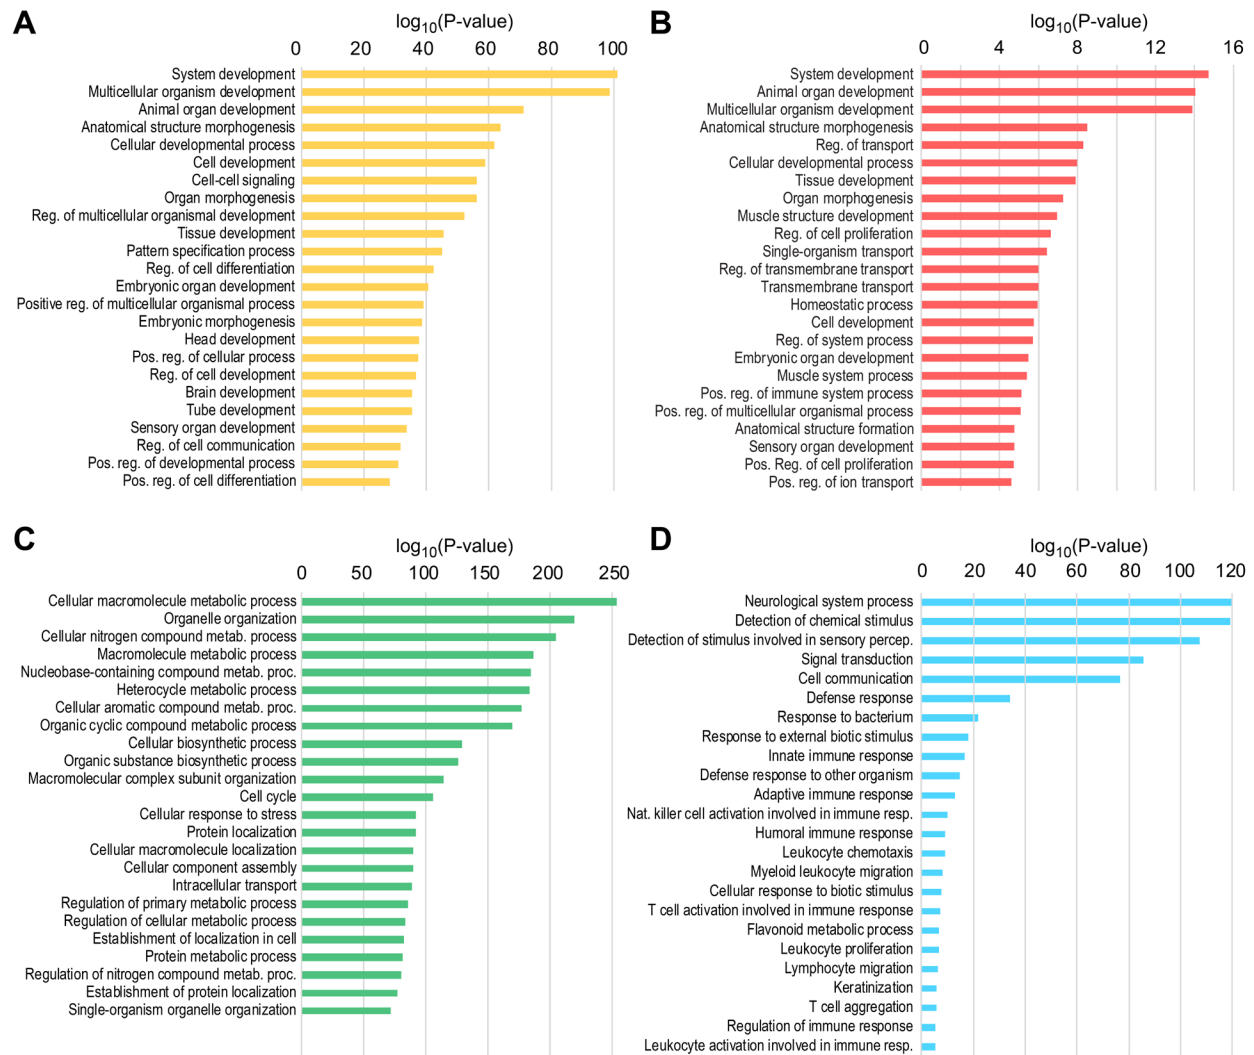 A
log10(P-value)
0 20 40 60 80 100
System development
Multicellular organism development
Animal organ development
Anatomical structure morphogenesis
Cellular developmental process
Cell development
Cell-cell signaling
Organ morphogenesis
Reg. of multicellular organismal development
Tissue development
Pattern specification process
Reg. of cell differentiation
Embryonic organ development
Positive reg. of multicellular organismal process
Embryonic morphogenesis
Head development
Pos. reg. of cellular process
Reg. of cell development
Brain development
Tube development
Sensory organ development
Reg. of cell communication
Pos. reg. of developmental process
Pos. reg. of cell differentiation
B
log10(P-value)
0 4 8 12 16
System development
Animal organ development
Multicellular organism development
Anatomical structure morphogenesis
Reg. of transport
Cellular developmental process
Tissue development
Organ morphogenesis
Muscle structure development
Reg. of cell proliferation
Single-organism transport
Reg. of transmembrane transport
Transmembrane transport
Homeostatic process
Cell development
Reg. of system process
Embryonic organ development
Muscle system process
Pos. reg. of immune system process
Pos. reg. of multicellular organismal process
Anatomical structure formation
Sensory organ development
Pos. Reg. of cell proliferation
Pos. reg. of ion transport
C
log10(P-value)
0 50 100 150 200 250
Cellular macromolecule metabolic process
Organelle organization
Cellular nitrogen compound metab. process
Macromolecule metabolic process
Nucleobase-containing compound metab. proc.
Heterocycle metabolic process
Cellular aromatic compound metab. proc.
Organic cyclic compound metabolic process
Cellular biosynthetic process
Organic substance biosynthetic process
Macromolecular complex subunit organization
Cell cycle
Cellular response to stress
Protein localization
Cellular macromolecule localization
Cellular component assembly
Intracellular transport
Regulation of primary metabolic process
Regulation of cellular metabolic process
Establishment of localization in cell
Protein metabolic process
Regulation of nitrogen compound metab. proc.
Establishment of protein localization
Single-organism organelle organization
D
log10(P-value)
0 20 40 60 80 100 120
Neurological system process
Detection of chemical stimulus
Detection of stimulus involved in sensory percep.
Signal transduction
Cell communication
Defense response
Response to bacterium
Response to external biotic stimulus
Innate immune response
Defense response to other organism
Adaptive immune response
Nat. killer cell activation involved in immune resp.
Humoral immune response
Leukocyte chemotaxis
Myeloid leukocyte migration
Cellular response to biotic stimulus
T cell activation involved in immune response
Flavonoid metabolic process
Leukocyte proliferation
Lymphocyte migration
Keratinization
T cell aggregation
Regulation of immune response
Leukocyte activation involved in immune resp.